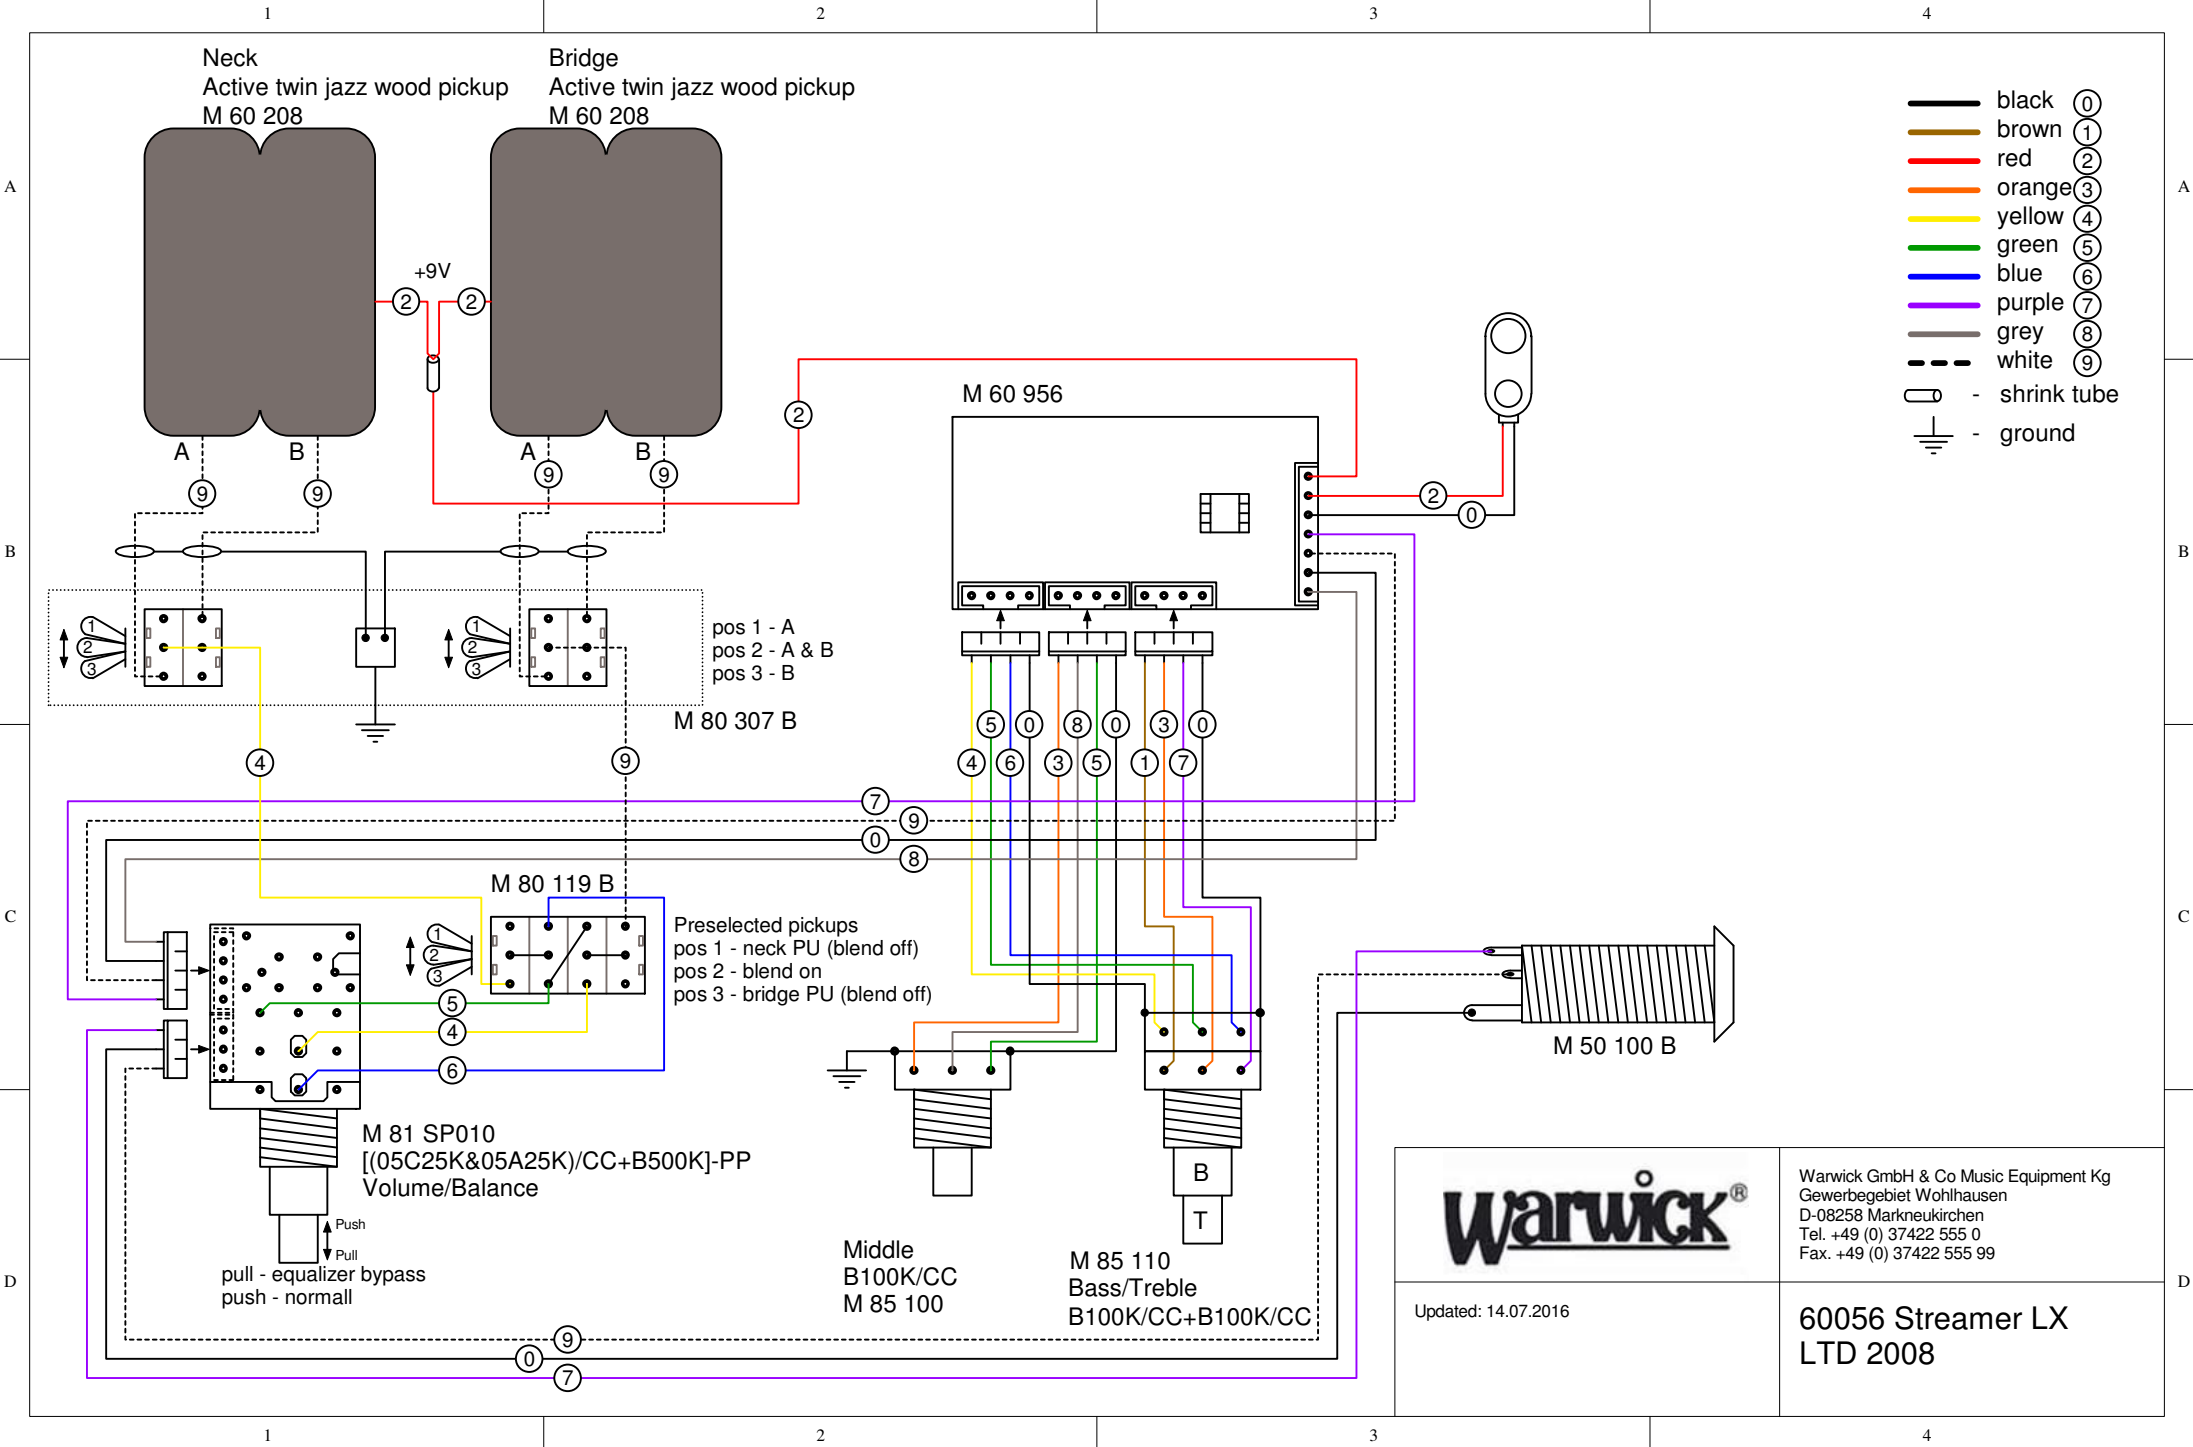 1 2 3 4
Neck
Active twin jazz wood pickup
M 60 208
Bridge
Active twin jazz wood pickup
M 60 208
black 0
brown 1
red 2
orange 3
yellow 4
green 5
blue 6
purple 7
grey 8
white 9
- shrink tube
- ground
A A
+9V
2 2
2
M 60 956
A B A B
9 9 9 9
2
0
B B
1
2
3
1
2
3
pos 1 - A
pos 2 - A & B
pos 3 - B
M 80 307 B
5 0 8 0 3 0
4 9 4 6 3 5 1 7
7
9
0
8
M 80 119 B
C C
1
2
3
Preselected pickups
pos 1 - neck PU (blend off)
pos 2 - blend on
pos 3 - bridge PU (blend off)
5
4
6
M 50 100 B
M 81 SP010
[(05C25K&05A25K)/CC+B500K]-PP
Volume/Balance
Push
Pull
pull - equalizer bypass
push - normall
B
T
Middle
B100K/CC
M 85 100
M 85 110
Bass/Treble
B100K/CC+B100K/CC
D D
9
0
7
Warwick®
Warwick GmbH & Co Music Equipment Kg
Gewerbegebiet Wohlhausen
D-08258 Markneukirchen
Tel. +49 (0) 37422 555 0
Fax. +49 (0) 37422 555 99
Updated: 14.07.2016
60056 Streamer LX
LTD 2008
1 2 3 4